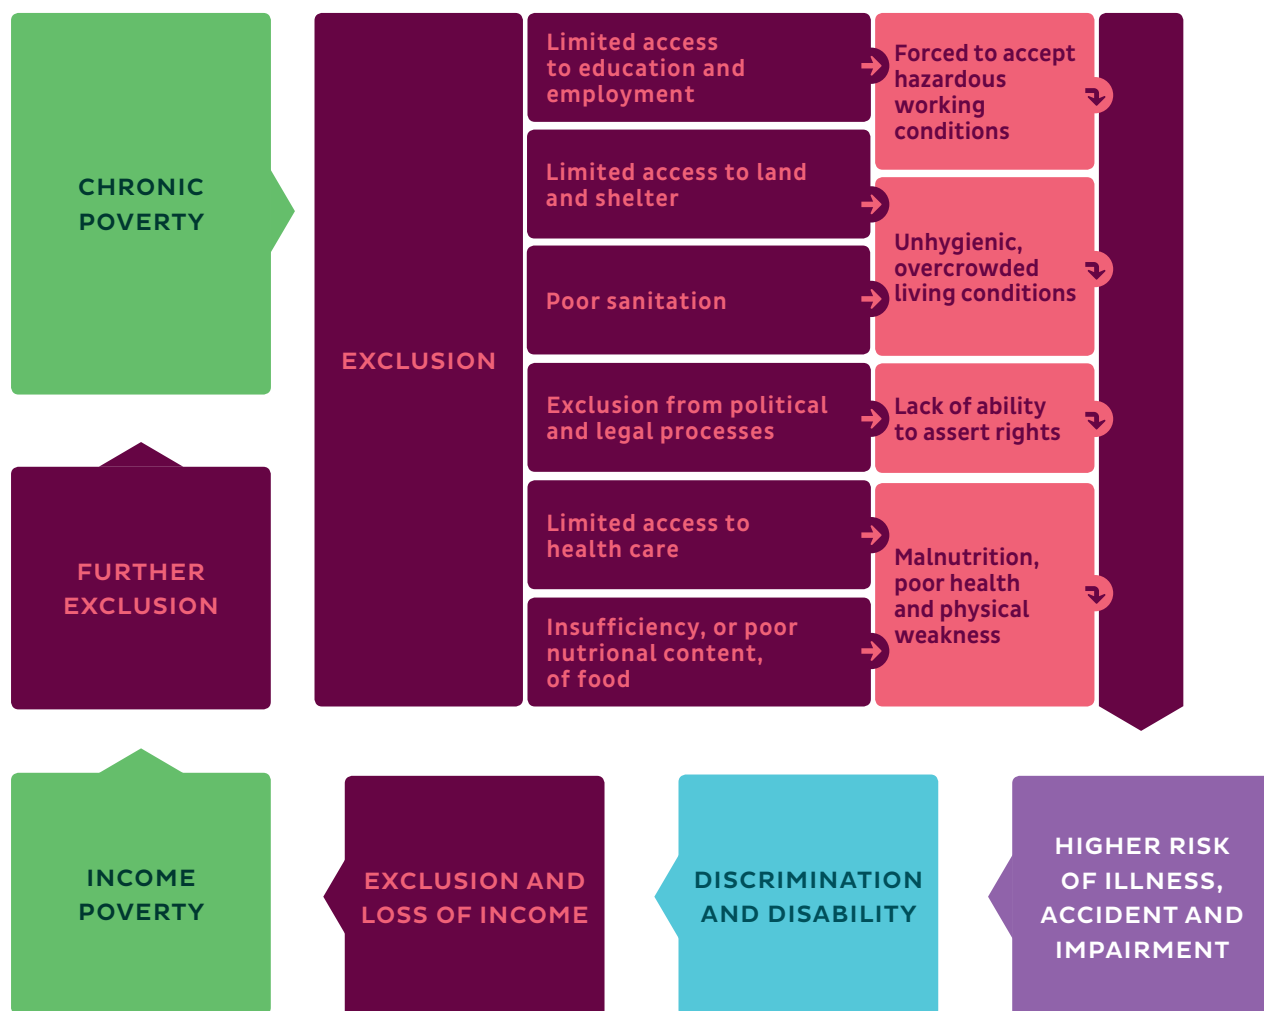 CHRONIC
POVERTY
EXCLUSION
Limited access
to education and
employment
Limited access to land
and shelter
Poor sanitation
Exclusion from political
and legal processes
Limited access to
health care
Insufficiency, or poor
nutrional content,
of food
Forced to accept
hazardous
working
conditions
Unhygienic,
overcrowded
living conditions
Lack of ability
to assert rights
Malnutrition,
poor health
and physical
weakness
HIGHER RISK
OF ILLNESS,
ACCIDENT AND
IMPAIRMENT
DISCRIMINATION
AND DISABILITY
EXCLUSION AND
LOSS OF INCOME
INCOME
POVERTY
FURTHER
EXCLUSION